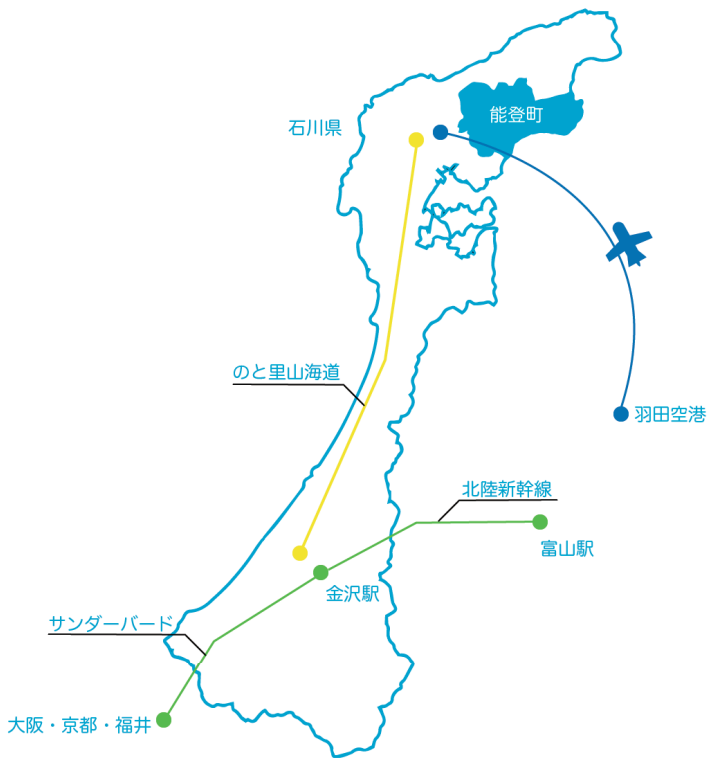 能登町
石川県
のと里山海道
羽田空港
北陸新幹線
富山駅
金沢駅
サンダーバード
大阪・京都・福井